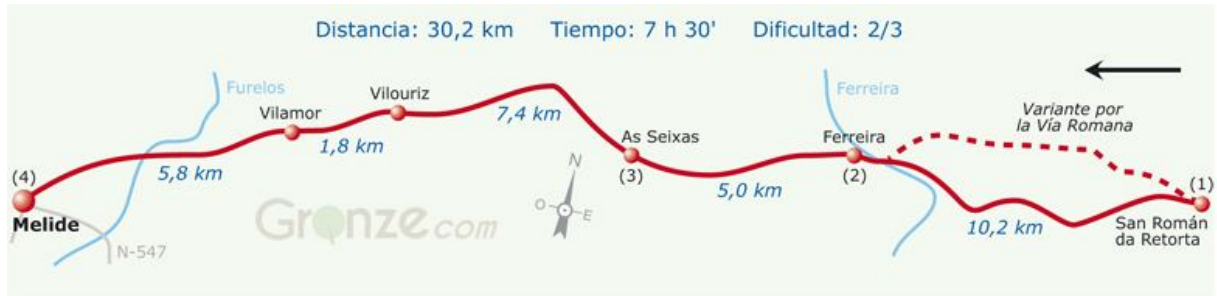 Distancia: 30,2 km Tiempo: 7 h 30' Dificultad: 2/3
Furelos
Ferreira
Vilouriz
Vilamor
7,4 km
Variante por
la Vía Romana
1,8 km
As Seixas
Ferreira
5,8 km
(4)
(3)
(2)
(1)
N
O
E
5,0 km
Melide
Gronze.com
10,2 km
San Román
da Retorta
N-547